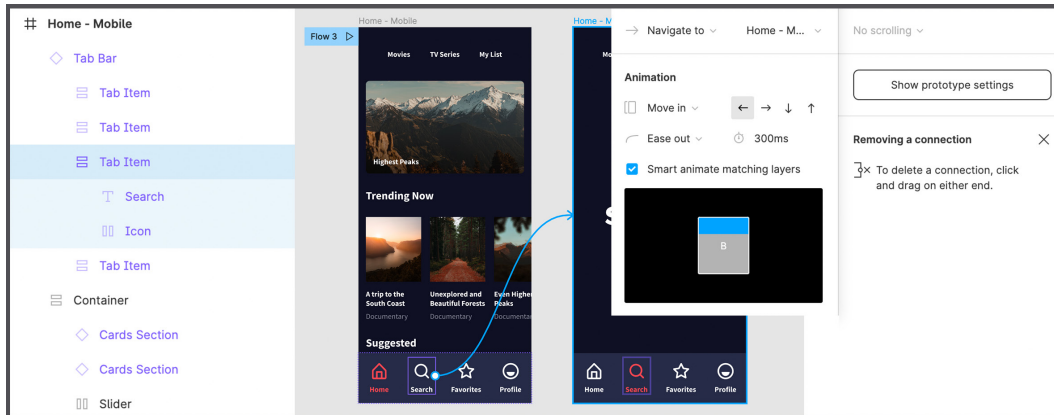 Home - Mobile
Tab Bar
Tab Item
Tab Item
Tab Item
Search
Icon
Tab Item
Container
Cards Section
Cards Section
Slider
Home - Mobile
Flow 3
Movies TV Series My List
Highest Peaks
Trending Now
A trip to the
South Coast
Documentary
Unexplored and
Beautiful Forests
Documentary
Even Highe
Peaks
Documentar
Suggested
Home Search Favorites Profile
Home - M
Mo
S
Home Search Favorites Profile
Navigate to Home - M...
Animation
Move in
Ease out 300ms
Smart animate matching layers
B
No scrolling
Show prototype settings
Removing a connection
To delete a connection, click
and drag on either end.